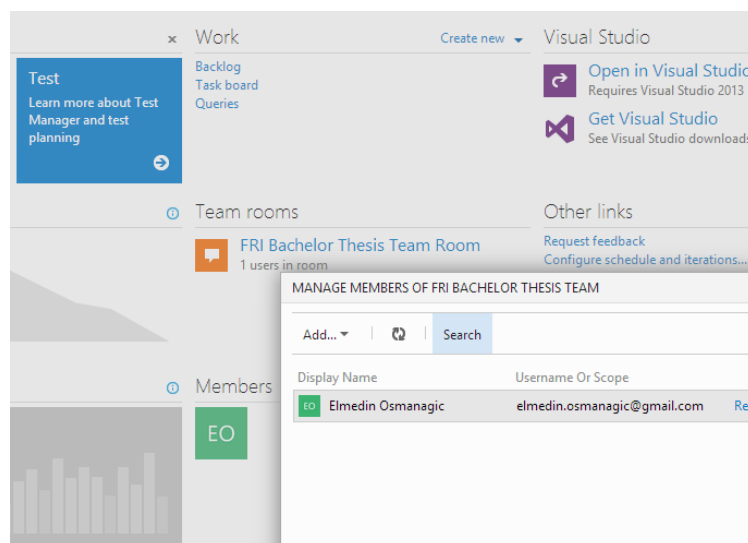 Work
Create new
Visual Studio
Test
Learn more about Test
Manager and test
planning
Backlog
Task board
Queries
Open in Visual Studio
Requires Visual Studio 2013
Get Visual Studio
See Visual Studio downloads
Team rooms
Other links
FRI Bachelor Thesis Team Room
1 users in room
Request feedback
Configure schedule and iterations...
MANAGE MEMBERS OF FRI BACHELOR THESIS TEAM
Add...
Search
Display Name
Username Or Scope
EO
Elmedin Osmanagic
elmedin.osmanagic@gmail.com
Re
Members
EO